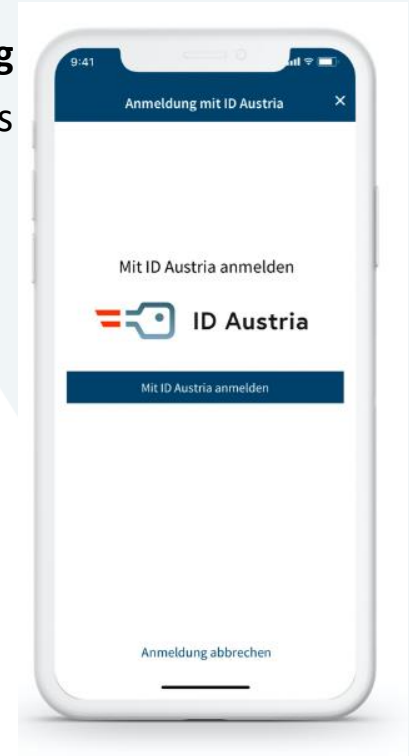 g
s
9:41
Anmeldung mit ID Austria ×
Mit ID Austria anmelden
ID Austria
Mit ID Austria anmelden
Anmeldung abbrechen